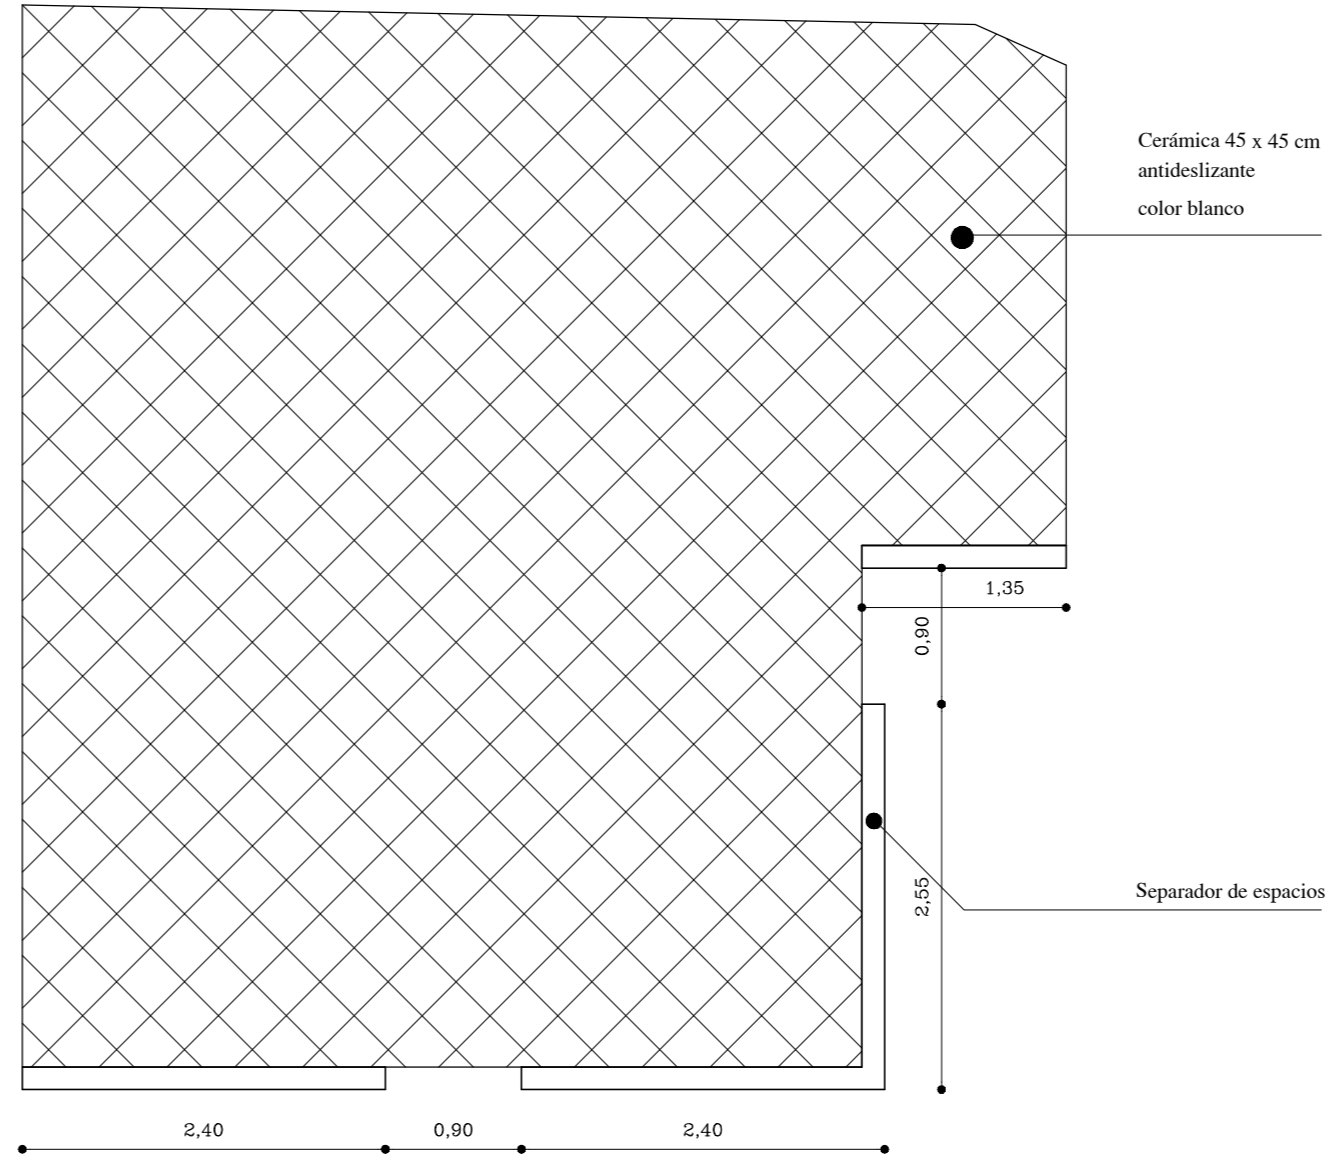 Cerámica 45 x 45 cm
antideslizante
color blanco
1,35
0,90
2,55
Separador de espacios
2,40
0,90
2,40